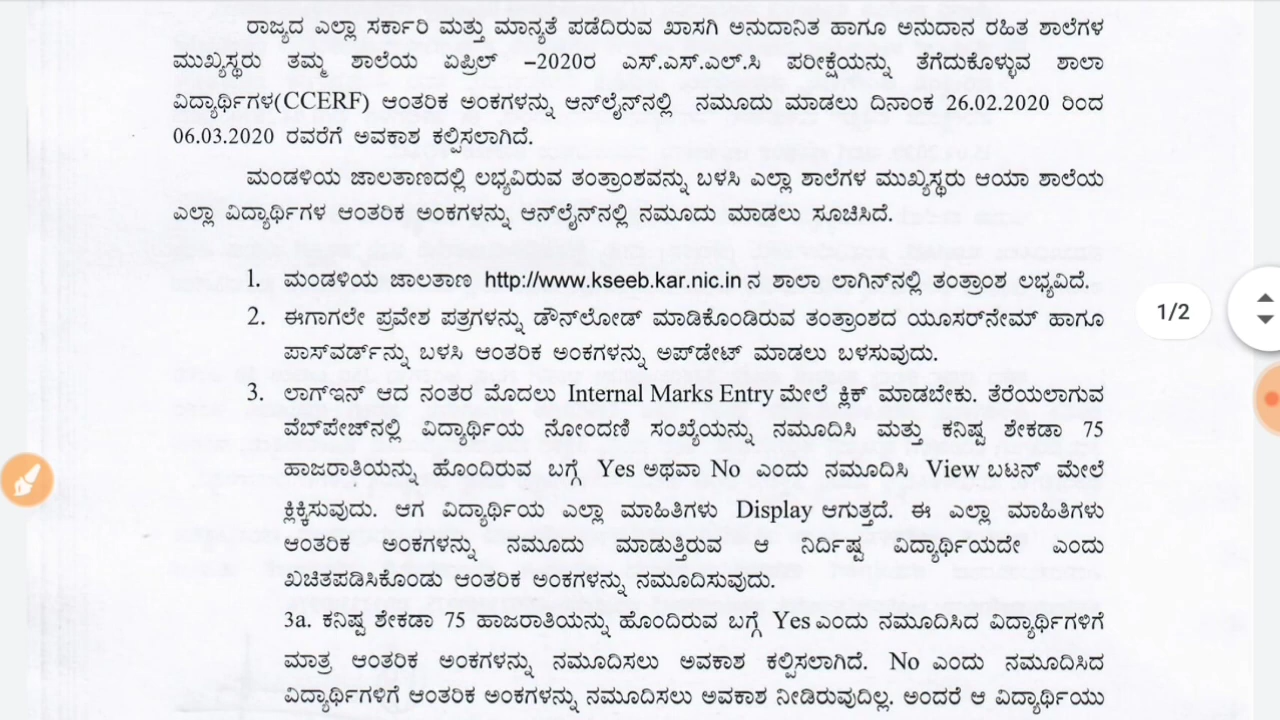 ರಾಜ್ಯದ ಎಲ್ಲಾ ಸರ್ಕಾರಿ ಮತ್ತು ಮಾನ್ಯತೆ ಪಡೆದಿರುವ ಖಾಸಗಿ ಅನುದಾನಿತ ಹಾಗೂ ಅನುದಾನ ರಹಿತ ಶಾಲೆಗಳ
ಮುಖ್ಯಸ್ಥರು ತಮ್ಮ ಶಾಲೆಯ ಏಪ್ರಿಲ್ –2020ರ ಎಸ್.ಎಸ್.ಎಲ್.ಸಿ ಪರೀಕ್ಷೆಯನ್ನು ತೆಗೆದುಕೊಳ್ಳುವ ಶಾಲಾ
ವಿದ್ಯಾರ್ಥಿಗಳ(CCERF) ಆಂತರಿಕ ಅಂಕಗಳನ್ನು ಆನ್‌ಲೈನ್‌ನಲ್ಲಿ ನಮೂದು ಮಾಡಲು ದಿನಾಂಕ 26.02.2020 ರಿಂದ
06.03.2020 ರವರೆಗೆ ಅವಕಾಶ ಕಲ್ಪಿಸಲಾಗಿದೆ.
ಮಂಡಳಿಯ ಜಾಲತಾಣದಲ್ಲಿ ಲಭ್ಯವಿರುವ ತಂತ್ರಾಂಶವನ್ನು ಬಳಸಿ ಎಲ್ಲಾ ಶಾಲೆಗಳ ಮುಖ್ಯಸ್ಥರು ಆಯಾ ಶಾಲೆಯ
ಎಲ್ಲಾ ವಿದ್ಯಾರ್ಥಿಗಳ ಆಂತರಿಕ ಅಂಕಗಳನ್ನು ಆನ್‌ಲೈನ್‌ನಲ್ಲಿ ನಮೂದು ಮಾಡಲು ಸೂಚಿಸಿದೆ.
1. ಮಂಡಳಿಯ ಜಾಲತಾಣ http://www.kseeb.kar.nic.in ನ ಶಾಲಾ ಲಾಗಿನ್‌ನಲ್ಲಿ ತಂತ್ರಾಂಶ ಲಭ್ಯವಿದೆ.
2. ಈಗಾಗಲೇ ಪ್ರವೇಶ ಪತ್ರಗಳನ್ನು ಡೌನ್‌ಲೋಡ್ ಮಾಡಿಕೊಂಡಿರುವ ತಂತ್ರಾಂಶದ ಯೂಸರ್‌ನೇಮ್ ಹಾಗೂ
ಪಾಸ್‌ವರ್ಡ್‌ನ್ನು ಬಳಸಿ ಆಂತರಿಕ ಅಂಕಗಳನ್ನು ಅಪ್‌ಡೇಟ್ ಮಾಡಲು ಬಳಸುವುದು.
1/2
3. ಲಾಗ್‌ಇನ್ ಆದ ನಂತರ ಮೊದಲು Internal Marks Entry ಮೇಲೆ ಕ್ಲಿಕ್ ಮಾಡಬೇಕು. ತೆರೆಯಲಾಗುವ
ವೆಬ್‌ಪೇಜ್‌ನಲ್ಲಿ ವಿದ್ಯಾರ್ಥಿಯ ನೋಂದಣಿ ಸಂಖ್ಯೆಯನ್ನು ನಮೂದಿಸಿ ಮತ್ತು ಕನಿಷ್ಟ ಶೇಕಡಾ 75
ಹಾಜರಾತಿಯನ್ನು ಹೊಂದಿರುವ ಬಗ್ಗೆ Yes ಅಥವಾ No ಎಂದು ನಮೂದಿಸಿ View ಬಟನ್ ಮೇಲೆ
ಕ್ಲಿಕ್ಕಿಸುವುದು. ಆಗ ವಿದ್ಯಾರ್ಥಿಯ ಎಲ್ಲಾ ಮಾಹಿತಿಗಳು Display ಆಗುತ್ತದೆ. ಈ ಎಲ್ಲಾ ಮಾಹಿತಿಗಳು
ಆಂತರಿಕ ಅಂಕಗಳನ್ನು ನಮೂದು ಮಾಡುತ್ತಿರುವ ಆ ನಿರ್ದಿಷ್ಟ ವಿದ್ಯಾರ್ಥಿಯದೇ ಎಂದು
ಖಚಿತಪಡಿಸಿಕೊಂಡು ಆಂತರಿಕ ಅಂಕಗಳನ್ನು ನಮೂದಿಸುವುದು.
3a. ಕನಿಷ್ಟ ಶೇಕಡಾ 75 ಹಾಜರಾತಿಯನ್ನು ಹೊಂದಿರುವ ಬಗ್ಗೆ Yes ಎಂದು ನಮೂದಿಸಿದ ವಿದ್ಯಾರ್ಥಿಗಳಿಗೆ
ಮಾತ್ರ ಆಂತರಿಕ ಅಂಕಗಳನ್ನು ನಮೂದಿಸಲು ಅವಕಾಶ ಕಲ್ಪಿಸಲಾಗಿದೆ. No ಎಂದು ನಮೂದಿಸಿದ
ವಿದ್ಯಾರ್ಥಿಗಳಿಗೆ ಆಂತರಿಕ ಅಂಕಗಳನ್ನು ನಮೂದಿಸಲು ಅವಕಾಶ ನೀಡಿರುವುದಿಲ್ಲ. ಅಂದರೆ ಆ ವಿದ್ಯಾರ್ಥಿಯು